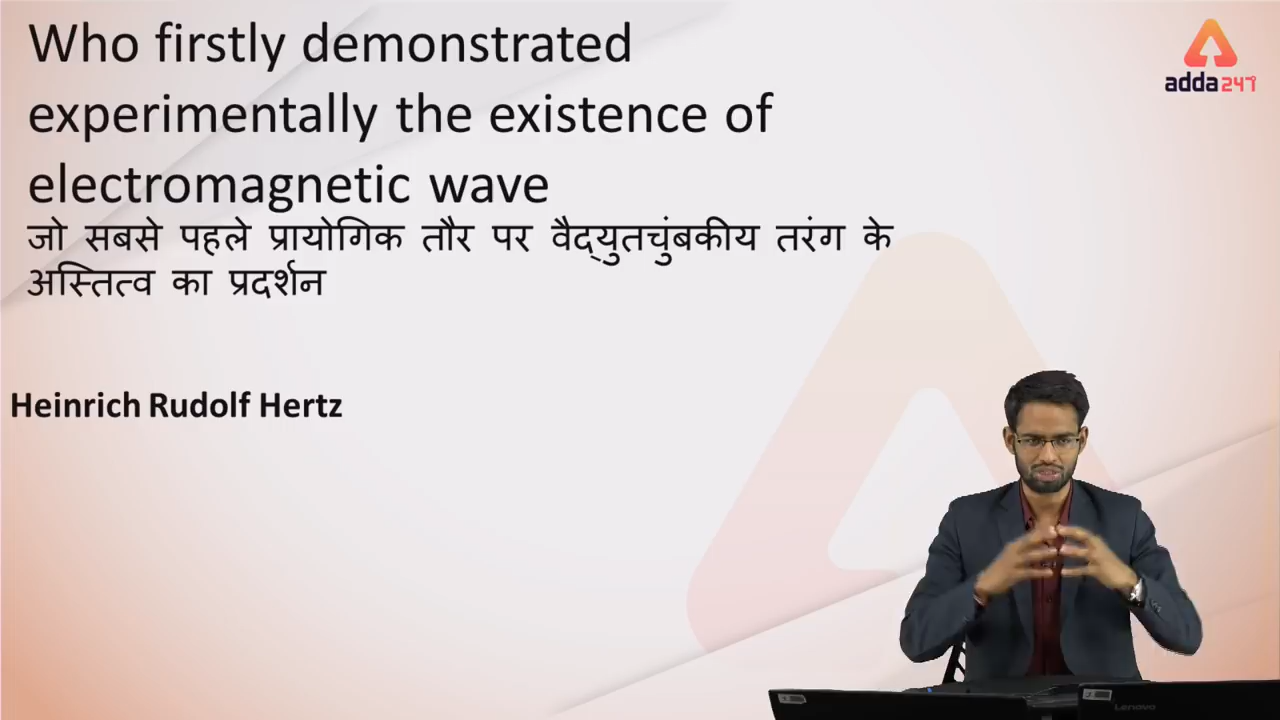 Who firstly demonstrated
experimentally the existence of
electromagnetic wave
जो सबसे पहले प्रायोगिक तौर पर वैद्युतचुंबकीय तरंग के
अस्तित्व का प्रदर्शन
Heinrich Rudolf Hertz
adda247
Lenovo